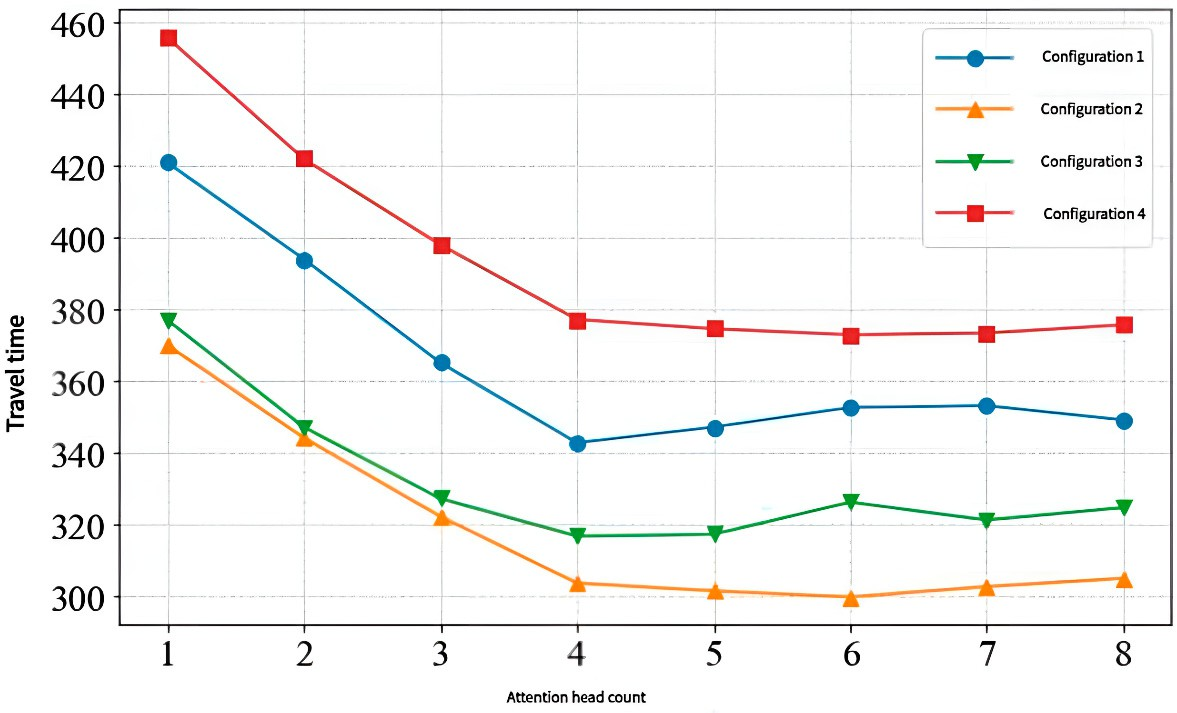 460
440
420
400
380
360
340
320
300
Travel time
1 2 3 4 5 6 7 8
Attention head count
Configuration 1
Configuration 2
Configuration 3
Configuration 4